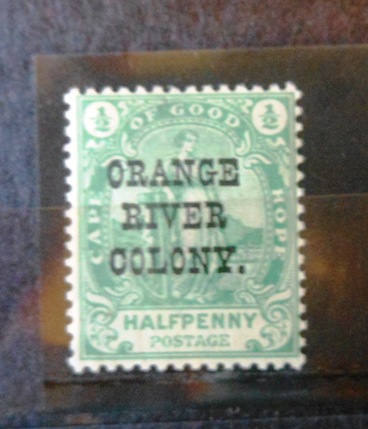 ½ OF GOOD ½
CAPE HOPE
ORANGE
RIVER
COLONY.
HALFPENNY
POSTAGE